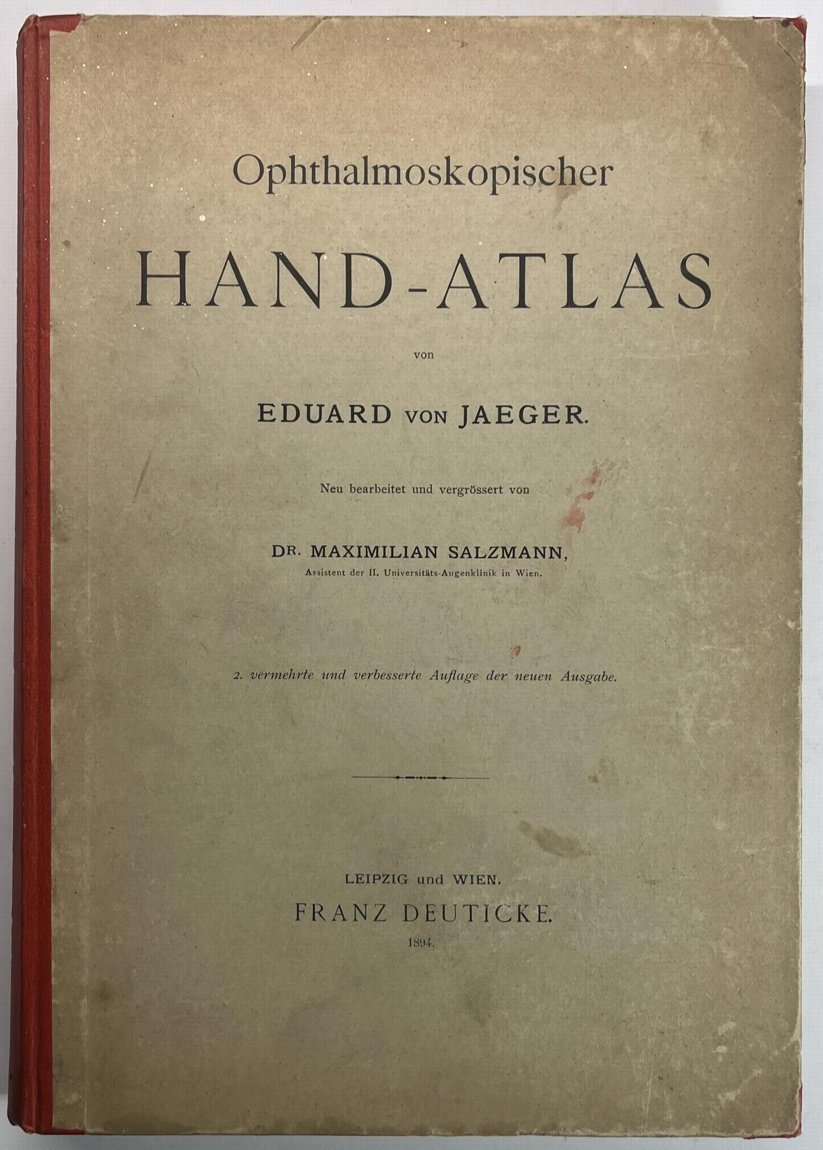 Ophthalmoskopischer
HAND-ATLAS
von
EDUARD VON JAEGER.
Neu bearbeitet und vergrössert von
DR. MAXIMILIAN SALZMANN,
Assistent der II. Universitäts-Augenklinik in Wien.
2. vermehrte und verbesserte Auflage der neuen Ausgabe.
LEIPZIG und WIEN.
FRANZ DEUTICKE.
1894.